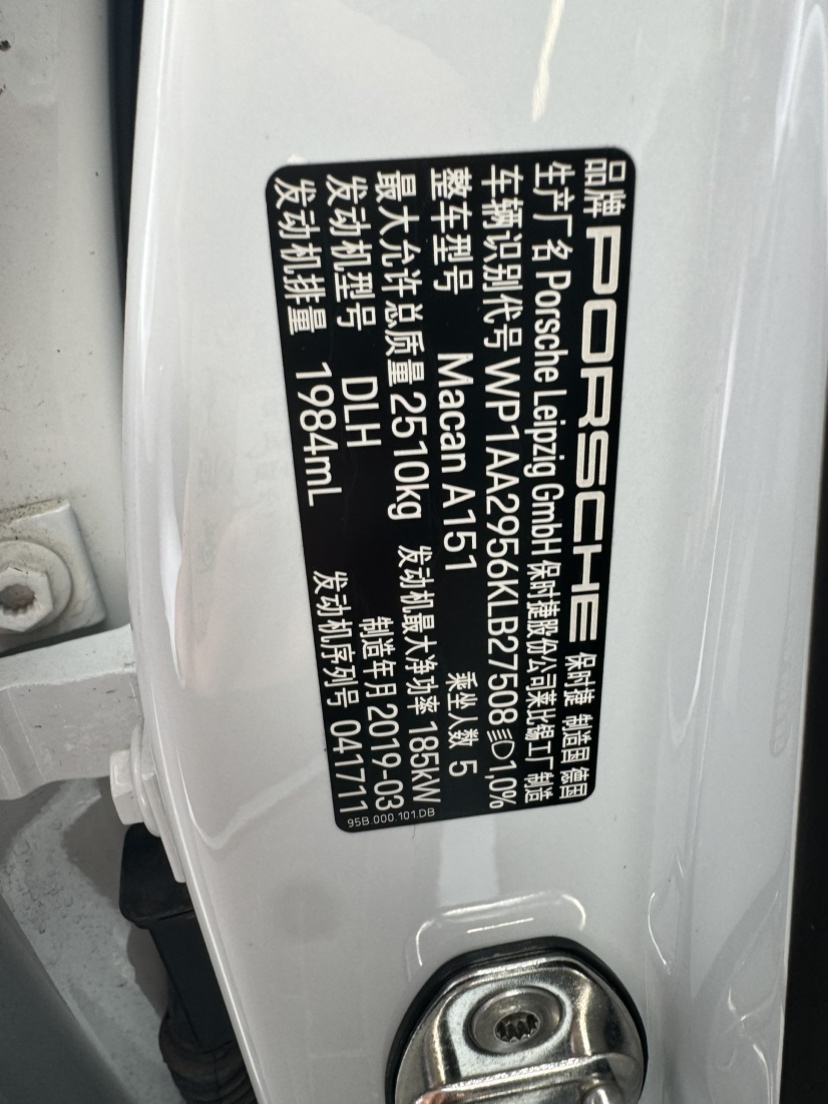 品牌 PORSCHE 保时捷 制造国 德国
生产厂名 Porsche Leipzig GmbH 保时捷股份公司莱比锡工厂制造
车辆识别代号 WP1AA2956KLB27508 1,0%
整车型号 Macan A151 乘坐人数 5
最大允许总质量 2510kg 发动机最大净功率 185kW
发动机型号 DLH 制造年月 2019-03
发动机排量 1984mL 发动机序列号 041711
95B.000.101.DB